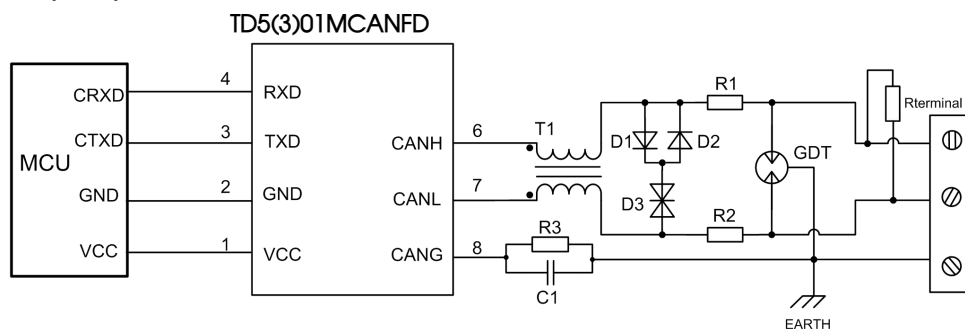 TD5(3)01MCANFD
MCU
CRXD 4 RXD
CTXD 3 TXD
GND 2 GND
VCC 1 VCC
CANH 6
CANL 7
CANG 8
T1
D1 D2
D3
R1
R2
R3
C1
GDT
Rterminal
EARTH